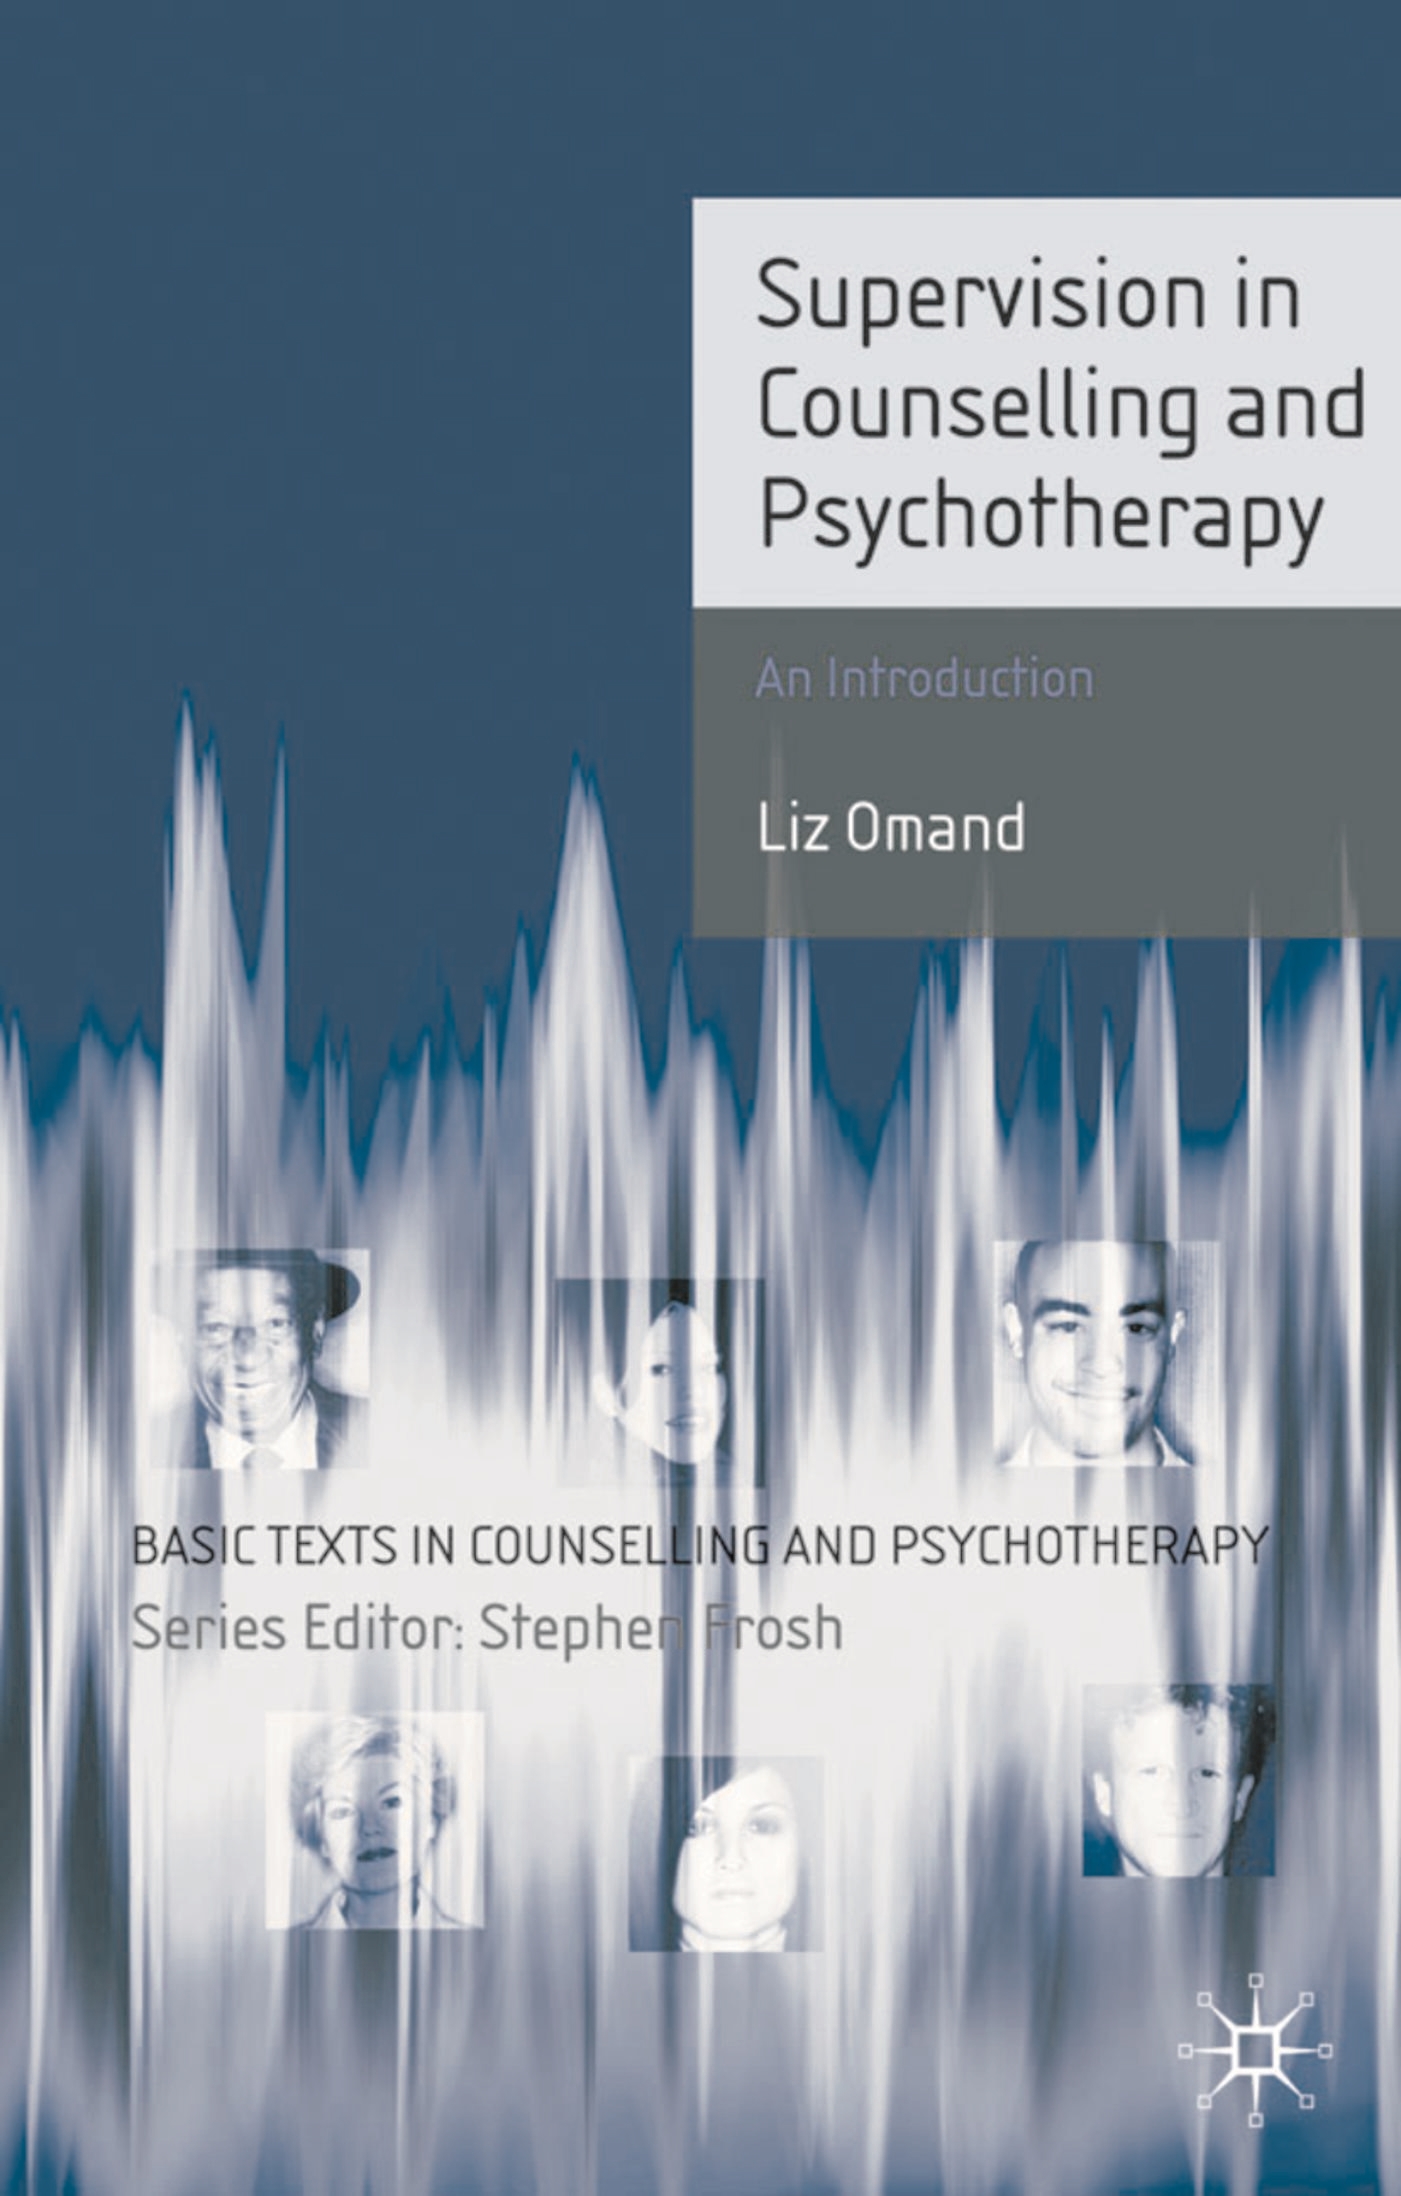 Supervision in
Counselling and
Psychotherapy
An Introduction
Liz Omand
BASIC TEXTS IN COUNSELLING AND PSYCHOTHERAPY
Series Editor: Stephen Frosh